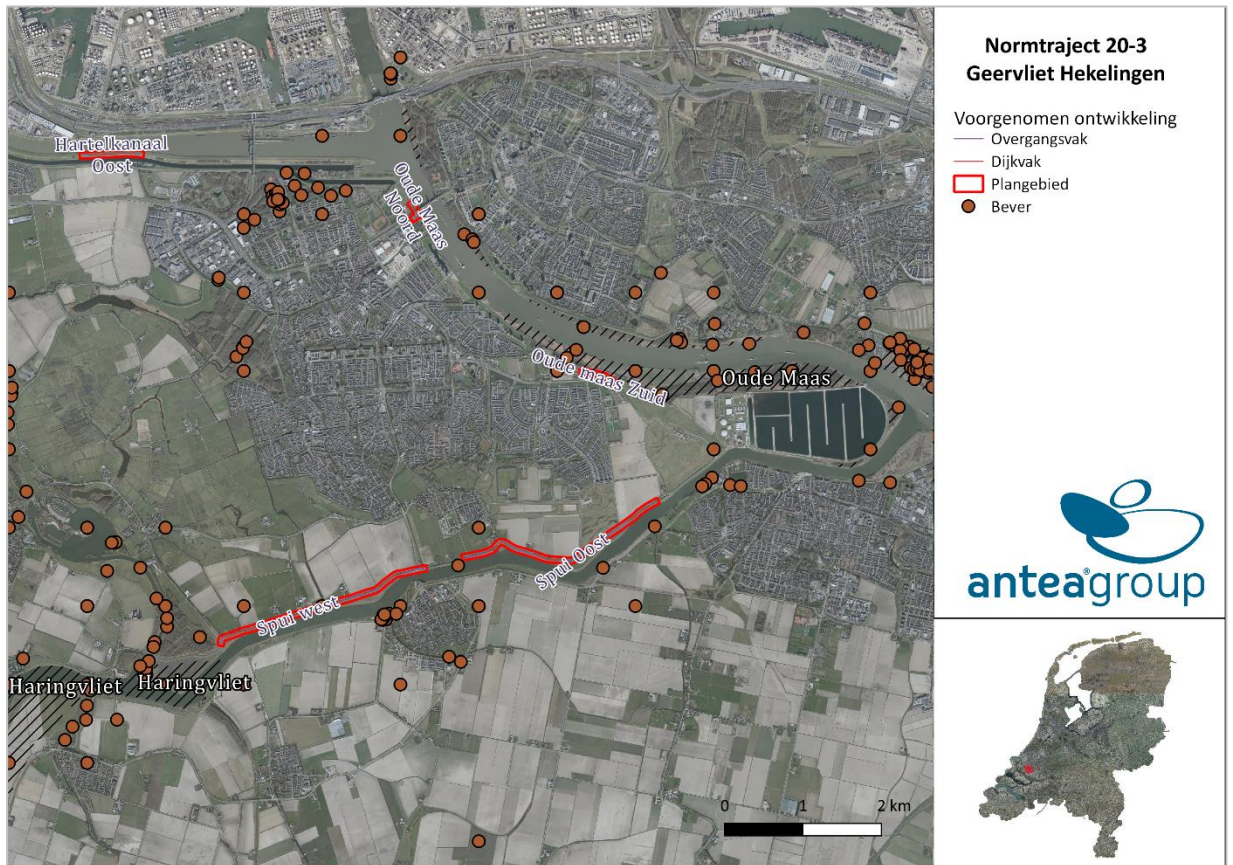 Normtraject 20-3
Geervliet Hekelingen
Voorgenomen ontwikkeling
Overgangsvak
Dijkvak
Plangebied
Bever
Hartelkanaal
Oost
Oude Maas
Noord
Oude maas Zuid
Oude Maas
Spui Oost
Spui west
Haringvliet
Haringvliet
0 1 2 km
anteagroup